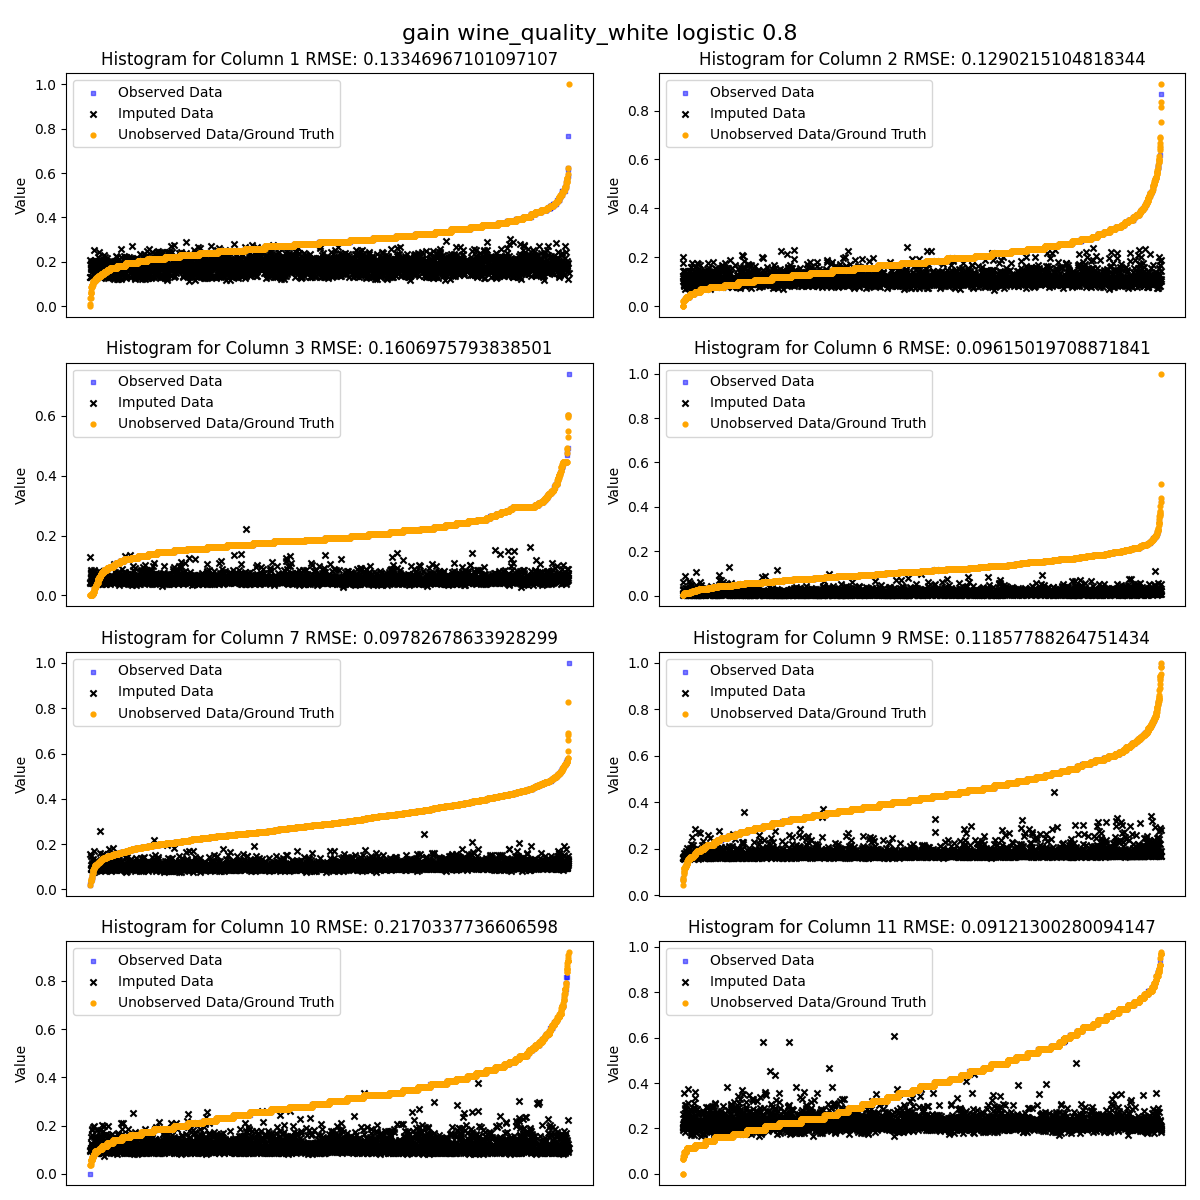 gain wine_quality_white logistic 0.8
Histogram for Column 1 RMSE: 0.13346967101097107
Value
1.0
0.8
0.6
0.4
0.2
0.0
Observed Data
Imputed Data
Unobserved Data/Ground Truth
Histogram for Column 2 RMSE: 0.1290215104818344
Value
0.8
0.6
0.4
0.2
0.0
Observed Data
Imputed Data
Unobserved Data/Ground Truth
Histogram for Column 3 RMSE: 0.1606975793838501
Value
0.6
0.4
0.2
0.0
Observed Data
Imputed Data
Unobserved Data/Ground Truth
Histogram for Column 6 RMSE: 0.09615019708871841
Value
1.0
0.8
0.6
0.4
0.2
0.0
Observed Data
Imputed Data
Unobserved Data/Ground Truth
Histogram for Column 7 RMSE: 0.09782678633928299
Value
1.0
0.8
0.6
0.4
0.2
0.0
Observed Data
Imputed Data
Unobserved Data/Ground Truth
Histogram for Column 9 RMSE: 0.11857788264751434
Value
1.0
0.8
0.6
0.4
0.2
0.0
Observed Data
Imputed Data
Unobserved Data/Ground Truth
Histogram for Column 10 RMSE: 0.2170337736606598
Value
0.8
0.6
0.4
0.2
0.0
Observed Data
Imputed Data
Unobserved Data/Ground Truth
Histogram for Column 11 RMSE: 0.09121300280094147
Value
1.0
0.8
0.6
0.4
0.2
0.0
Observed Data
Imputed Data
Unobserved Data/Ground Truth